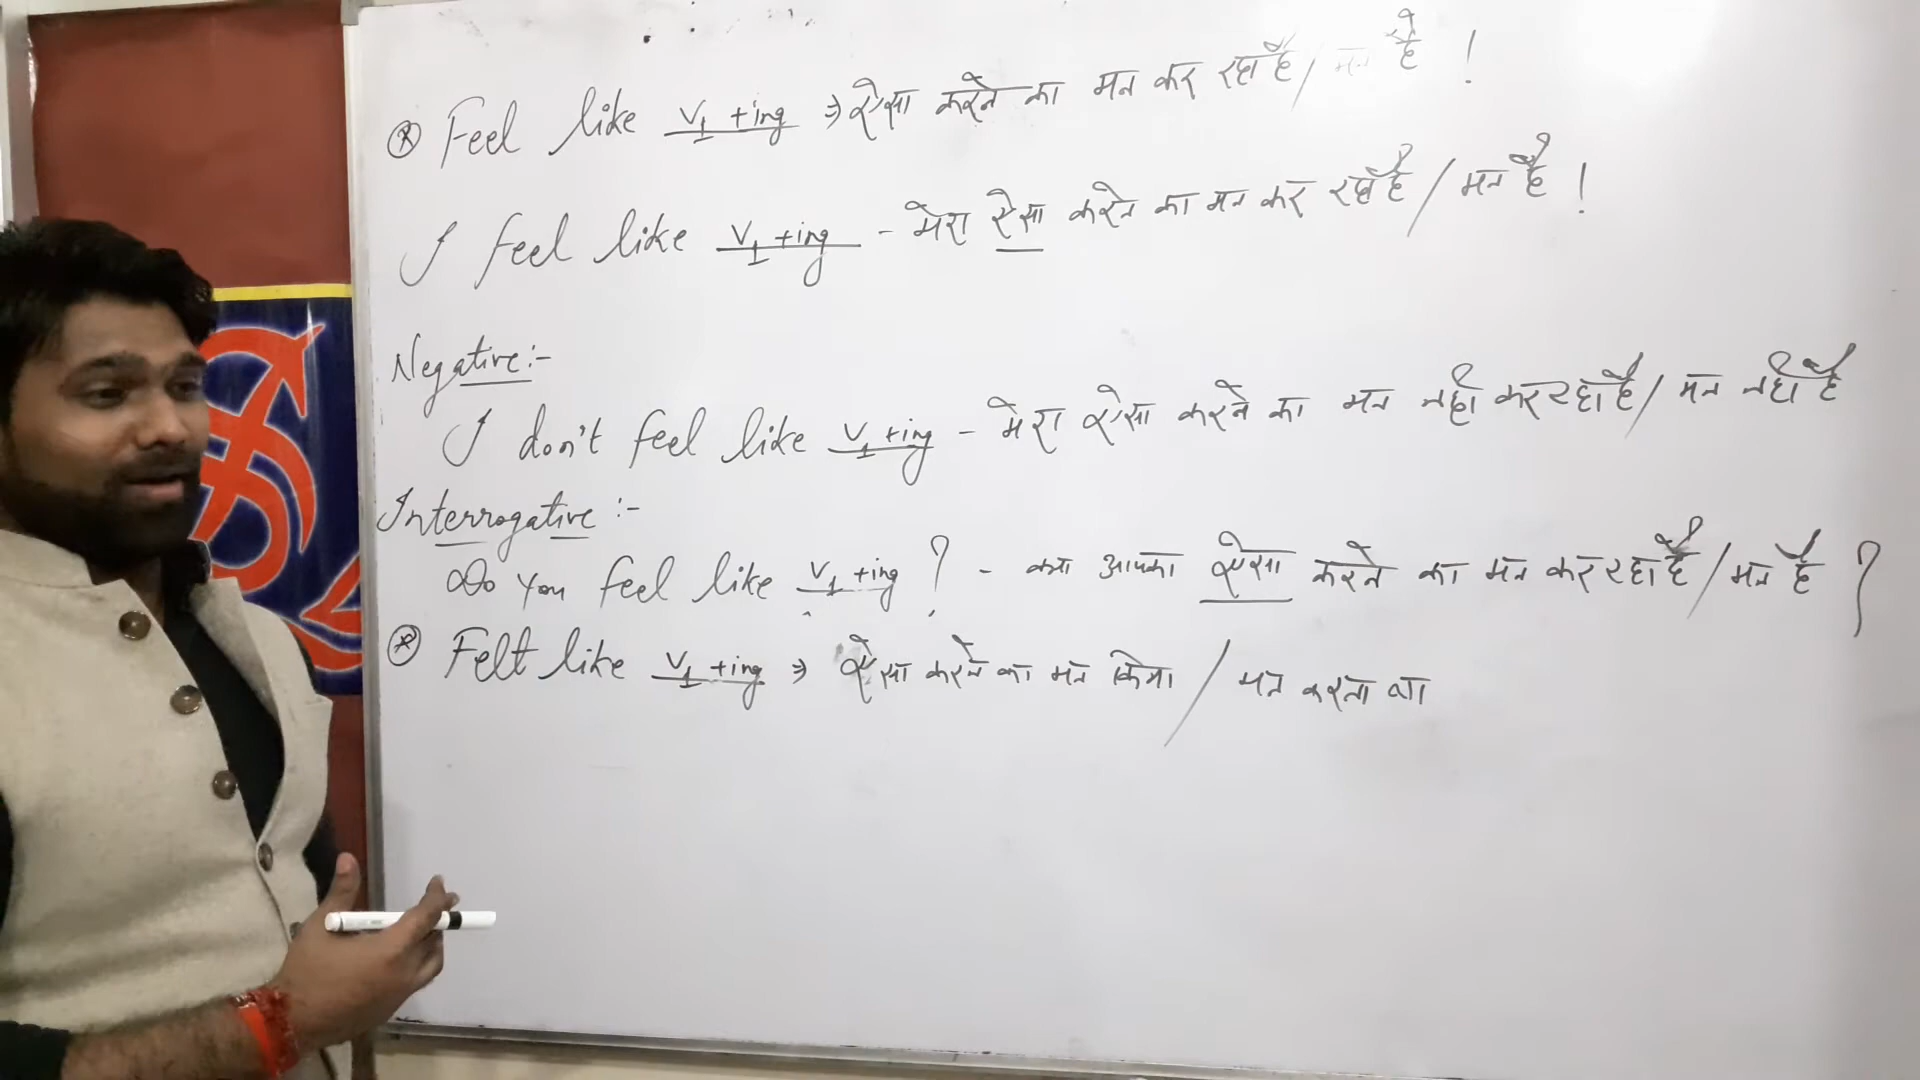 ⊛ Feel like V1 +ing ⇒ ऐसा करने का मन कर रहा है / मन है !
I feel like V1 +ing - मेरा ऐसा करने का मन कर रहा है / मन है !
Negative :-
I don't feel like V1 +ing - मेरा ऐसा करने का मन नहीं कर रहा है / मन नहीं है
Interrogative :-
Do you feel like V1 +ing ? - क्या आपका ऐसा करने का मन कर रहा है / मन है ?
⊛ Felt like V1 +ing ⇒ ऐसा करने का मन किया / मन करता था